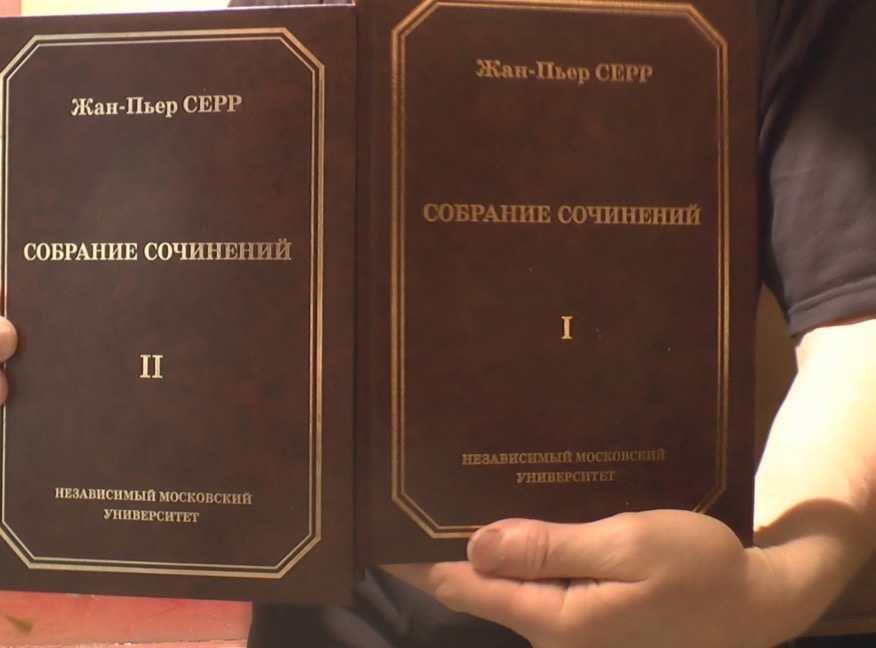 Жан-Пьер СЕРР
СОБРАНИЕ СОЧИНЕНИЙ
II
НЕЗАВИСИМЫЙ МОСКОВСКИЙ
УНИВЕРСИТЕТ
Жан-Пьер СЕРР
СОБРАНИЕ СОЧИНЕНИЙ
I
НЕЗАВИСИМЫЙ МОСКОВСКИЙ
УНИВЕРСИТЕТ